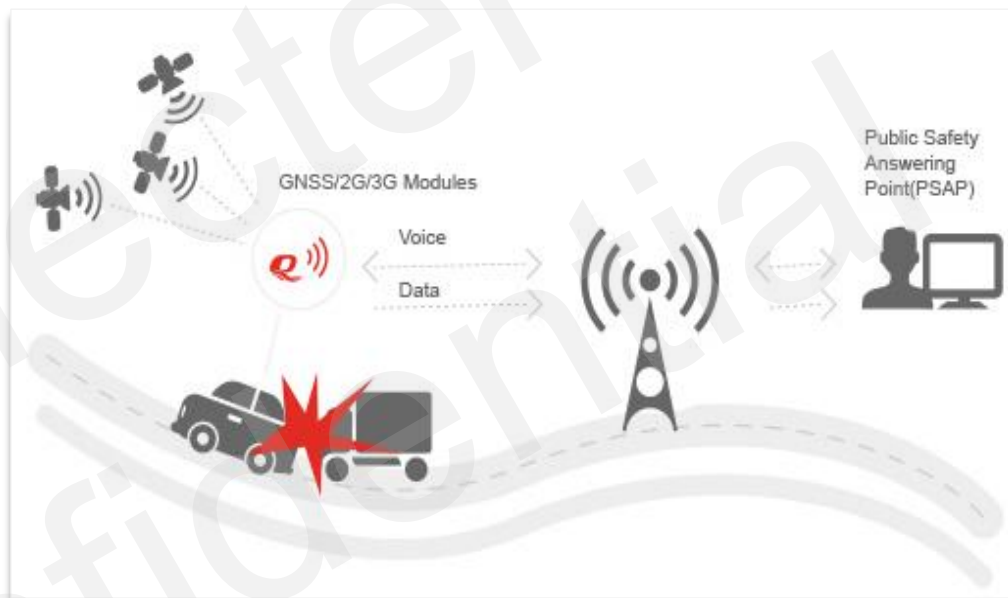 GNSS/2G/3G Modules
Voice
Data
Public Safety
Answering
Point(PSAP)
Q